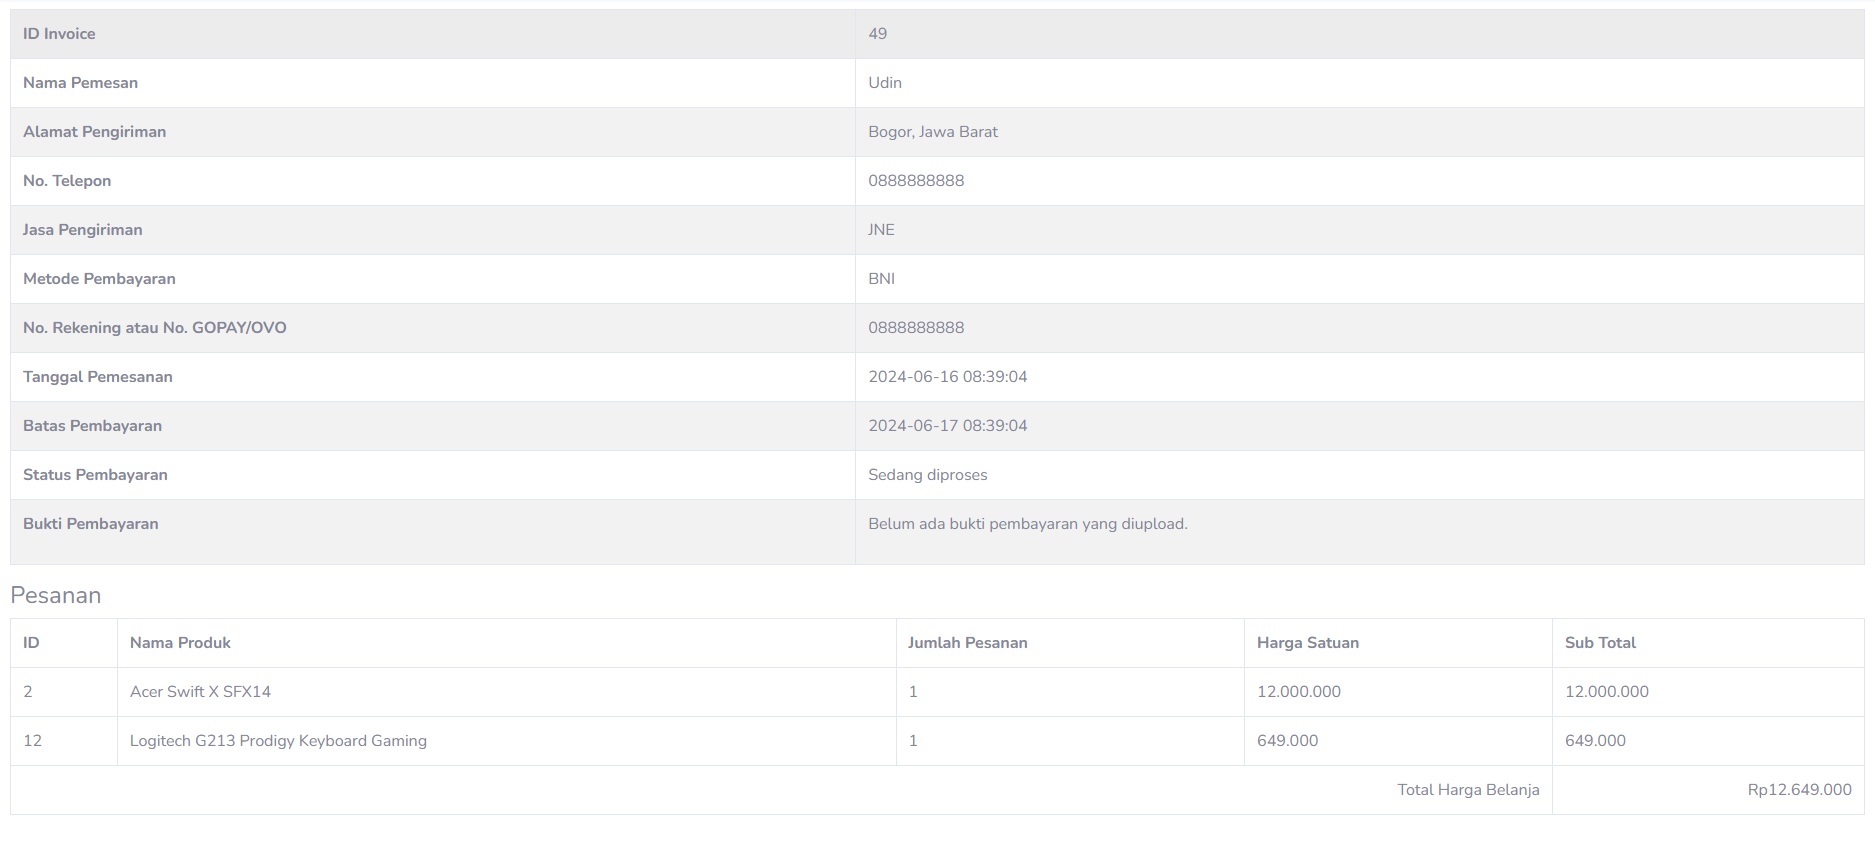 ID Invoice 49
Nama Pemesan Udin
Alamat Pengiriman Bogor, Jawa Barat
No. Telepon 0888888888
Jasa Pengiriman JNE
Metode Pembayaran BNI
No. Rekening atau No. GOPAY/OVO 0888888888
Tanggal Pemesanan 2024-06-16 08:39:04
Batas Pembayaran 2024-06-17 08:39:04
Status Pembayaran Sedang diproses
Bukti Pembayaran Belum ada bukti pembayaran yang diupload.
Pesanan
ID Nama Produk Jumlah Pesanan Harga Satuan Sub Total
2 Acer Swift X SFX14 1 12.000.000 12.000.000
12 Logitech G213 Prodigy Keyboard Gaming 1 649.000 649.000
Total Harga Belanja Rp12.649.000